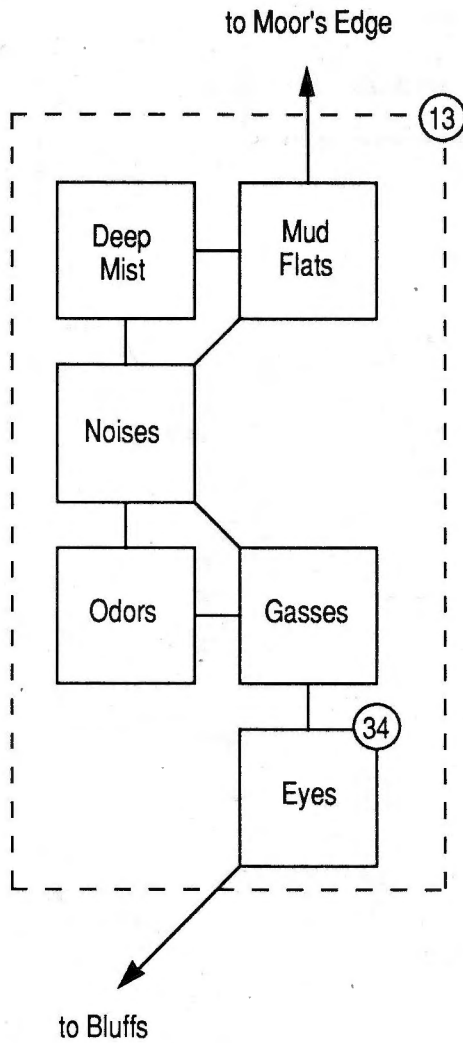 to Moor's Edge
13
Deep
Mist
Mud
Flats
Noises
Odors
Gasses
34
Eyes
to Bluffs